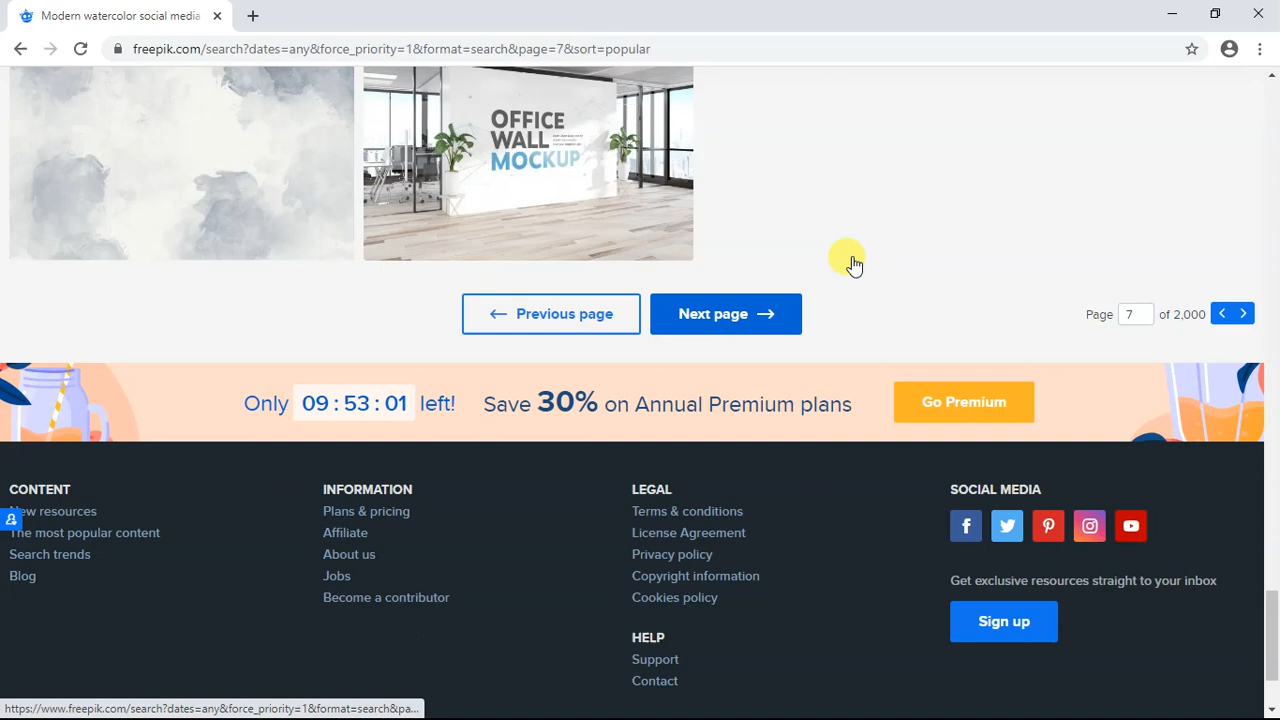 Modern watercolor social media
freepik.com/search?dates=any&force_priority=1&format=search&page=7&sort=popular
OFFICE
WALL
MOCKUP
← Previous page
Next page →
Page 7 of 2,000
Only 09 : 53 : 01 left! Save 30% on Annual Premium plans
Go Premium
CONTENT
New resources
The most popular content
Search trends
Blog
INFORMATION
Plans & pricing
Affiliate
About us
Jobs
Become a contributor
LEGAL
Terms & conditions
License Agreement
Privacy policy
Copyright information
Cookies policy
HELP
Support
Contact
SOCIAL MEDIA
Get exclusive resources straight to your inbox
Sign up
https://www.freepik.com/search?dates=any&force_priority=1&format=search&pa...